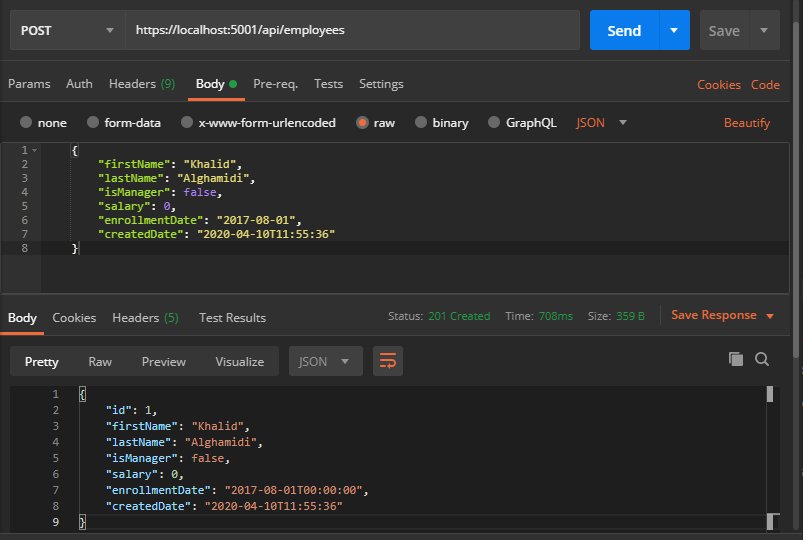 POST https://localhost:5001/api/employees Send Save
Params Auth Headers (9) Body Pre-req. Tests Settings Cookies Code
none form-data x-www-form-urlencoded raw binary GraphQL JSON Beautify
1 {
2 "firstName": "Khalid",
3 "lastName": "Alghamidi",
4 "isManager": false,
5 "salary": 0,
6 "enrollmentDate": "2017-08-01",
7 "createdDate": "2020-04-10T11:55:36"
8 }
Body Cookies Headers (5) Test Results Status: 201 Created Time: 708ms Size: 359 B Save Response
Pretty Raw Preview Visualize JSON
1 {
2 "id": 1,
3 "firstName": "Khalid",
4 "lastName": "Alghamidi",
5 "isManager": false,
6 "salary": 0,
7 "enrollmentDate": "2017-08-01T00:00:00",
8 "createdDate": "2020-04-10T11:55:36"
9 }